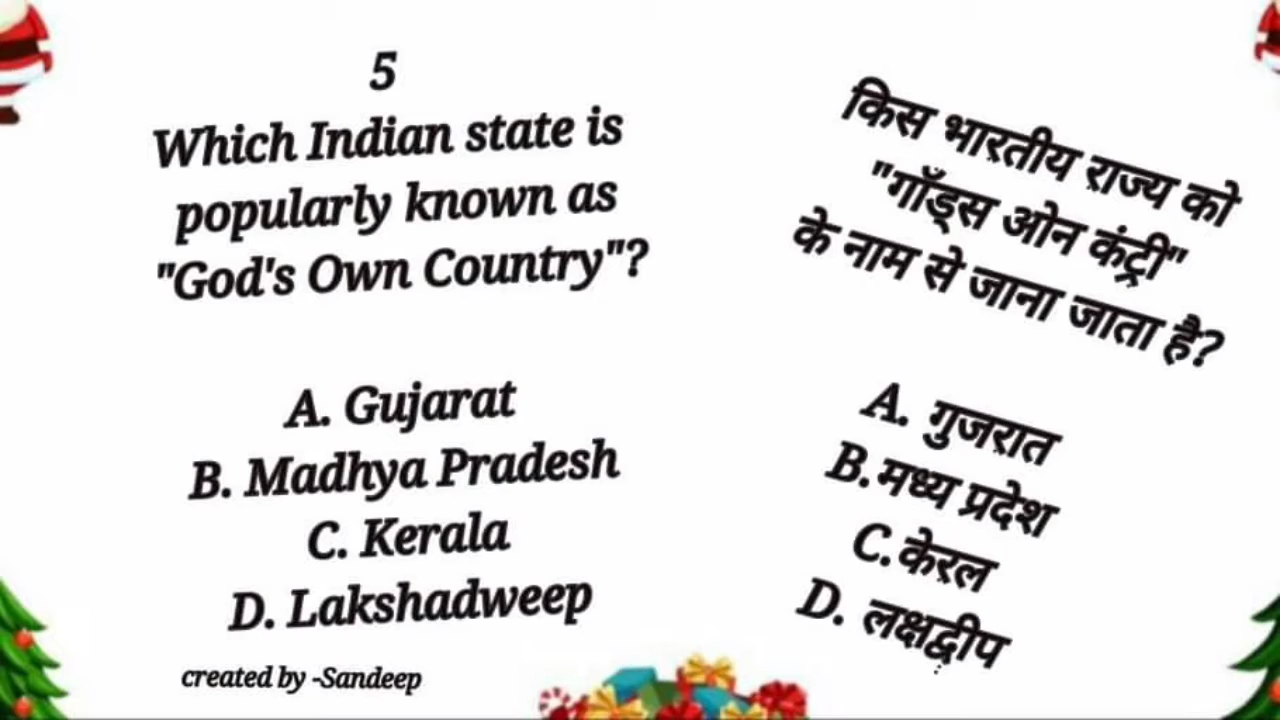 5
Which Indian state is
popularly known as
"God's Own Country"?
A. Gujarat
B. Madhya Pradesh
C. Kerala
D. Lakshadweep
created by -Sandeep
किस भारतीय राज्य को
"गॉड्स ओन कंट्री"
के नाम से जाना जाता है?
A. गुजरात
B.मध्य प्रदेश
C.केरल
D. लक्षद्वीप